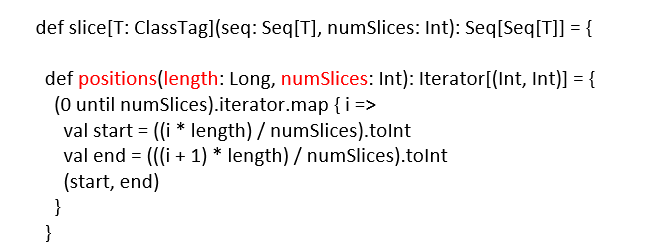 def slice[T: ClassTag](seq: Seq[T], numSlices: Int): Seq[Seq[T]] = {
def positions(length: Long, numSlices: Int): Iterator[(Int, Int)] = {
(0 until numSlices).iterator.map { i =>
val start = ((i * length) / numSlices).toInt
val end = (((i + 1) * length) / numSlices).toInt
(start, end)
}
}